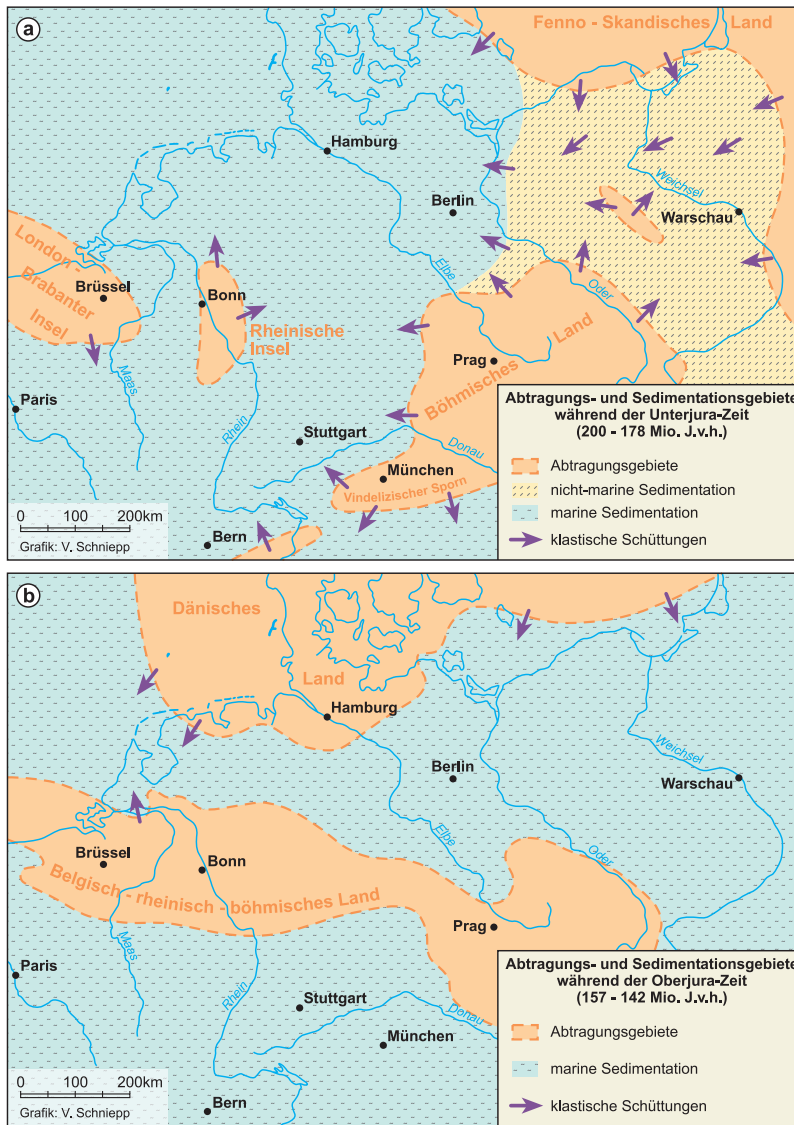 a
Fenno - Skandisches Land
Hamburg
Berlin
Weichsel
Warschau
London -
Brabanter
Insel
Brüssel
Bonn
Rheinische
Insel
Elbe
Oder
Maas
Rhein
Prag
Böhmisches Land
Paris
Stuttgart
Donau
München
Vindelizischer Sporn
Bern
0 100 200km
Grafik: V. Schniepp
Abtragungs- und Sedimentationsgebiete
während der Unterjura-Zeit
(200 - 178 Mio. J.v.h.)
Abtragungsgebiete
nicht-marine Sedimentation
marine Sedimentation
klastische Schüttungen
b
Dänisches
Land
Hamburg
Berlin
Weichsel
Warschau
Brüssel
Bonn
Elbe
Oder
Belgisch - rheinisch - böhmisches Land
Prag
Maas
Rhein
Paris
Stuttgart
Donau
München
Bern
0 100 200km
Grafik: V. Schniepp
Abtragungs- und Sedimentationsgebiete
während der Oberjura-Zeit
(157 - 142 Mio. J.v.h.)
Abtragungsgebiete
marine Sedimentation
klastische Schüttungen